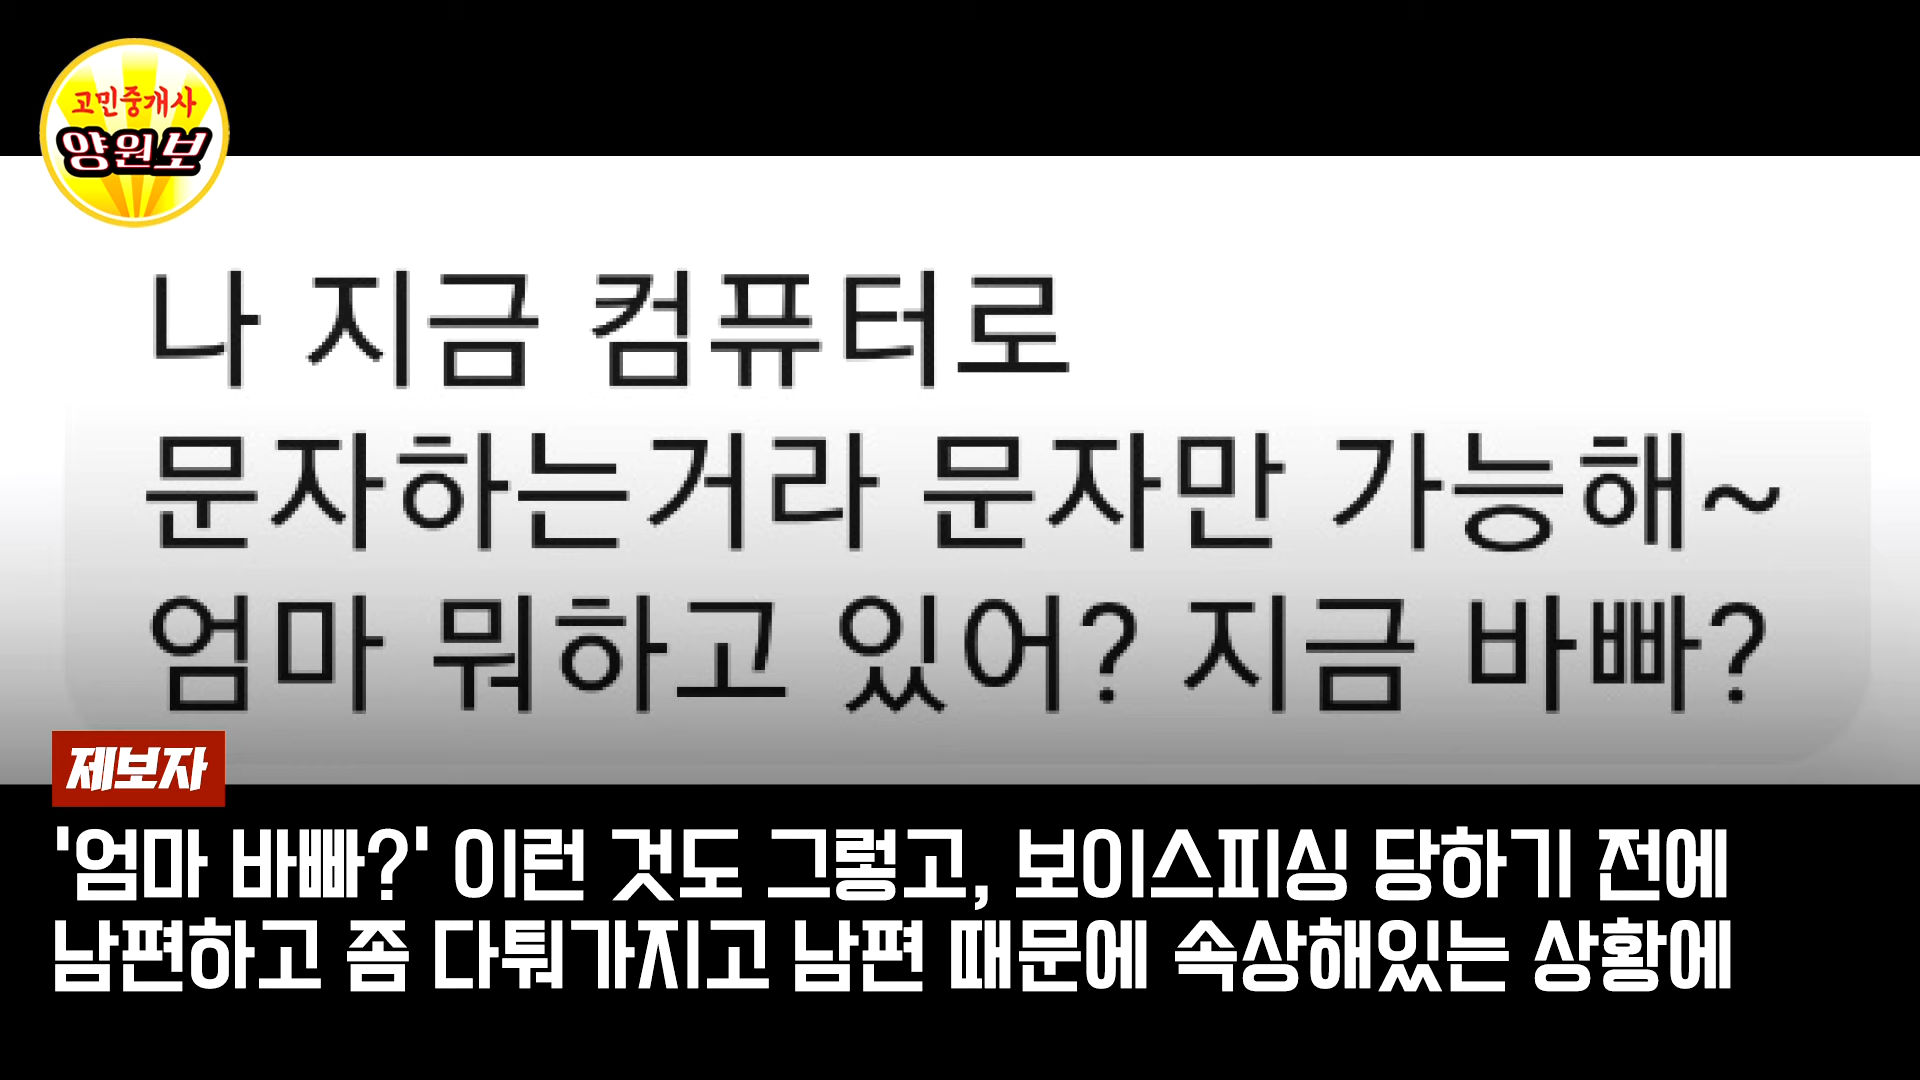 고민중개사
양원보
나 지금 컴퓨터로
문자하는거라 문자만 가능해~
엄마 뭐하고 있어? 지금 바빠?
제보자
'엄마 바빠?' 이런 것도 그렇고, 보이스피싱 당하기 전에
남편하고 좀 다퉈가지고 남편 때문에 속상해있는 상황에